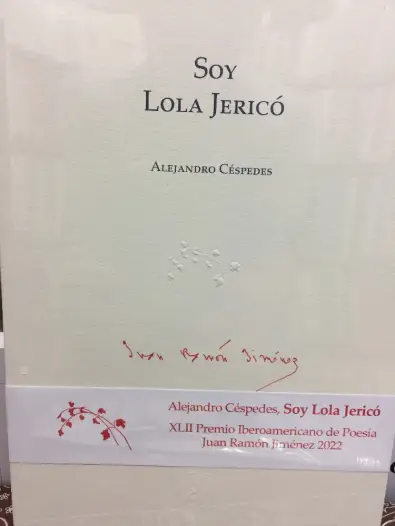 SOY
LOLA JERICÓ
ALEJANDRO CÉSPEDES
Juan Ramón Jiménez
Alejandro Céspedes, Soy Lola Jericó
XLII Premio Iberoamericano de Poesía
Juan Ramón Jiménez 2022